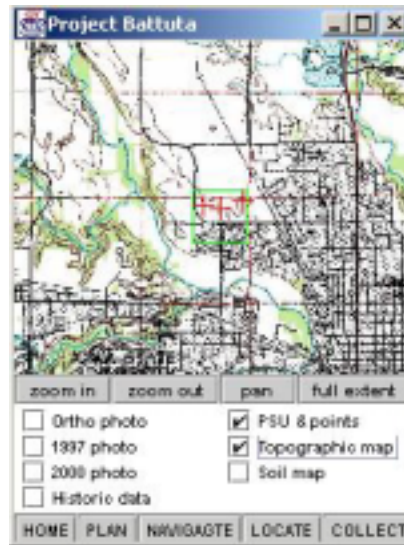 Project Battuta
zoom in zoom out pan full extent
Ortho photo PSU & points
1997 photo Topographic map
2000 photo Soil map
Historic data
HOME PLAN NAVIGAGTE LOCATE COLLECT